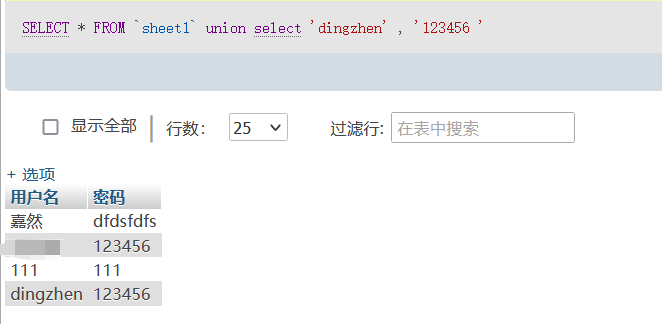 SELECT * FROM `sheet1` union select 'dingzhen' , '123456 '
显示全部 行数： 25 过滤行: 在表中搜索
+ 选项
用户名 密码
嘉然 dfdsfdfs
123456
111 111
dingzhen 123456